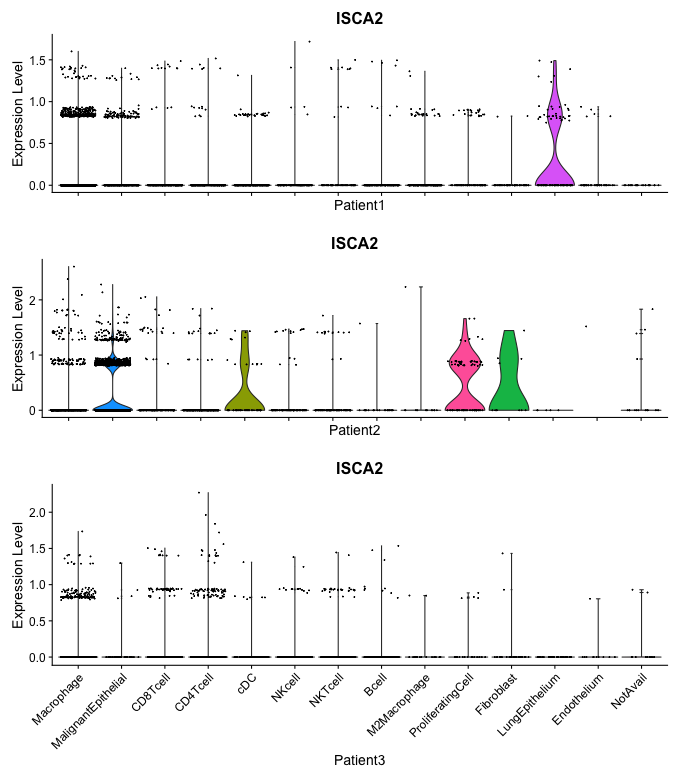 ISCA2
Expression Level
1.5
1.0
0.5
0.0
Patient1
ISCA2
Expression Level
2
1
0
Patient2
ISCA2
Expression Level
2.0
1.5
1.0
0.5
0.0
Macrophage
MalignantEpithelial
CD8Tcell
CD4Tcell
cDC
NKcell
NKTcell
Bcell
M2Macrophage
ProliferatingCell
Fibroblast
LungEpithelium
Endothelium
NotAvail
Patient3